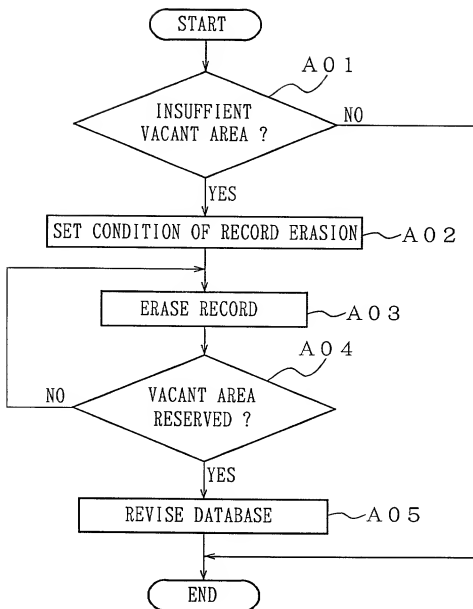 START
A01
INSUFFIENT
VACANT AREA ?
NO
YES
SET CONDITION OF RECORD ERASION
A02
ERASE RECORD
A03
A04
NO
VACANT AREA
RESERVED ?
YES
REVISE DATABASE
A05
END